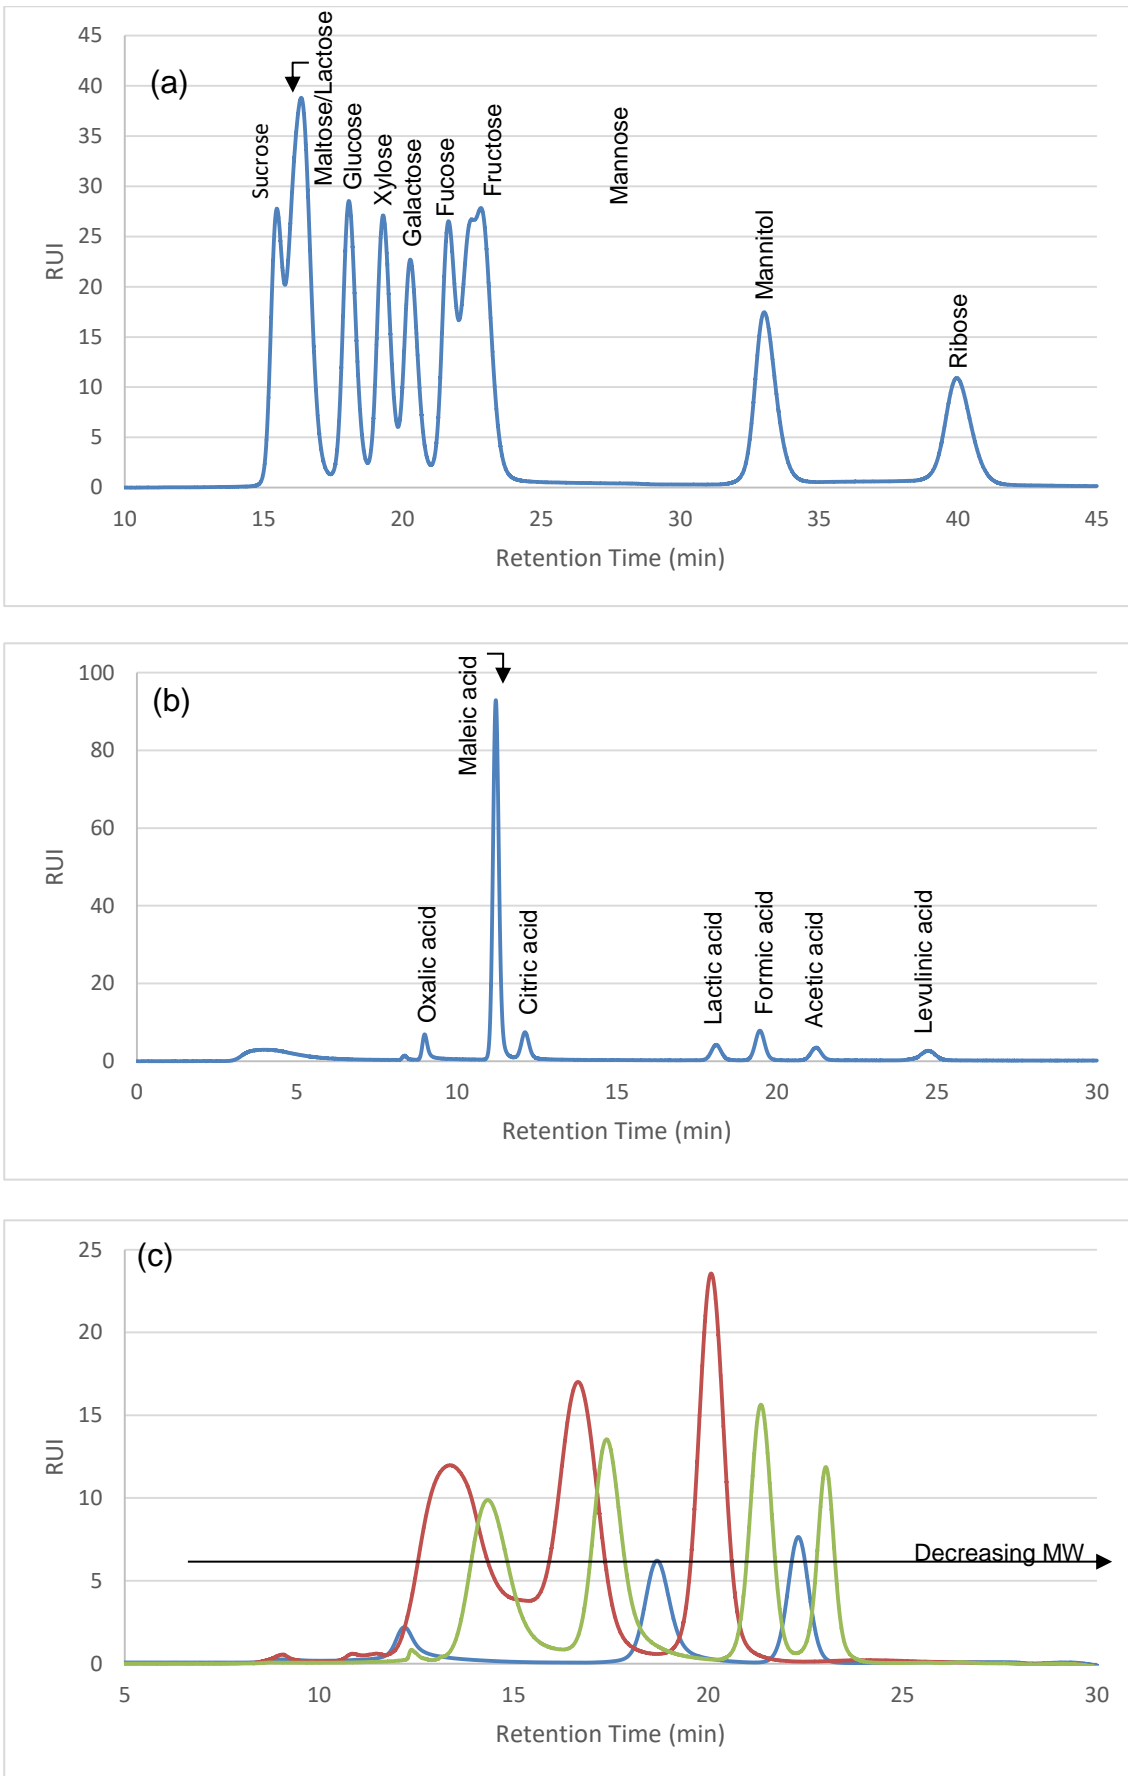 (a)
45
40
35
30
25
20
15
10
5
0
RUI
Sucrose
Maltose/Lactose
Glucose
Xylose
Galactose
Fucose
Fructose
Mannose
Mannitol
Ribose
10 15 20 25 30 35 40 45
Retention Time (min)
(b)
100
80
60
40
20
0
RUI
Oxalic acid
Maleic acid
Citric acid
Lactic acid
Formic acid
Acetic acid
Levulinic acid
0 5 10 15 20 25 30
Retention Time (min)
(c)
25
20
15
10
5
0
RUI
Decreasing MW
5 10 15 20 25 30
Retention Time (min)